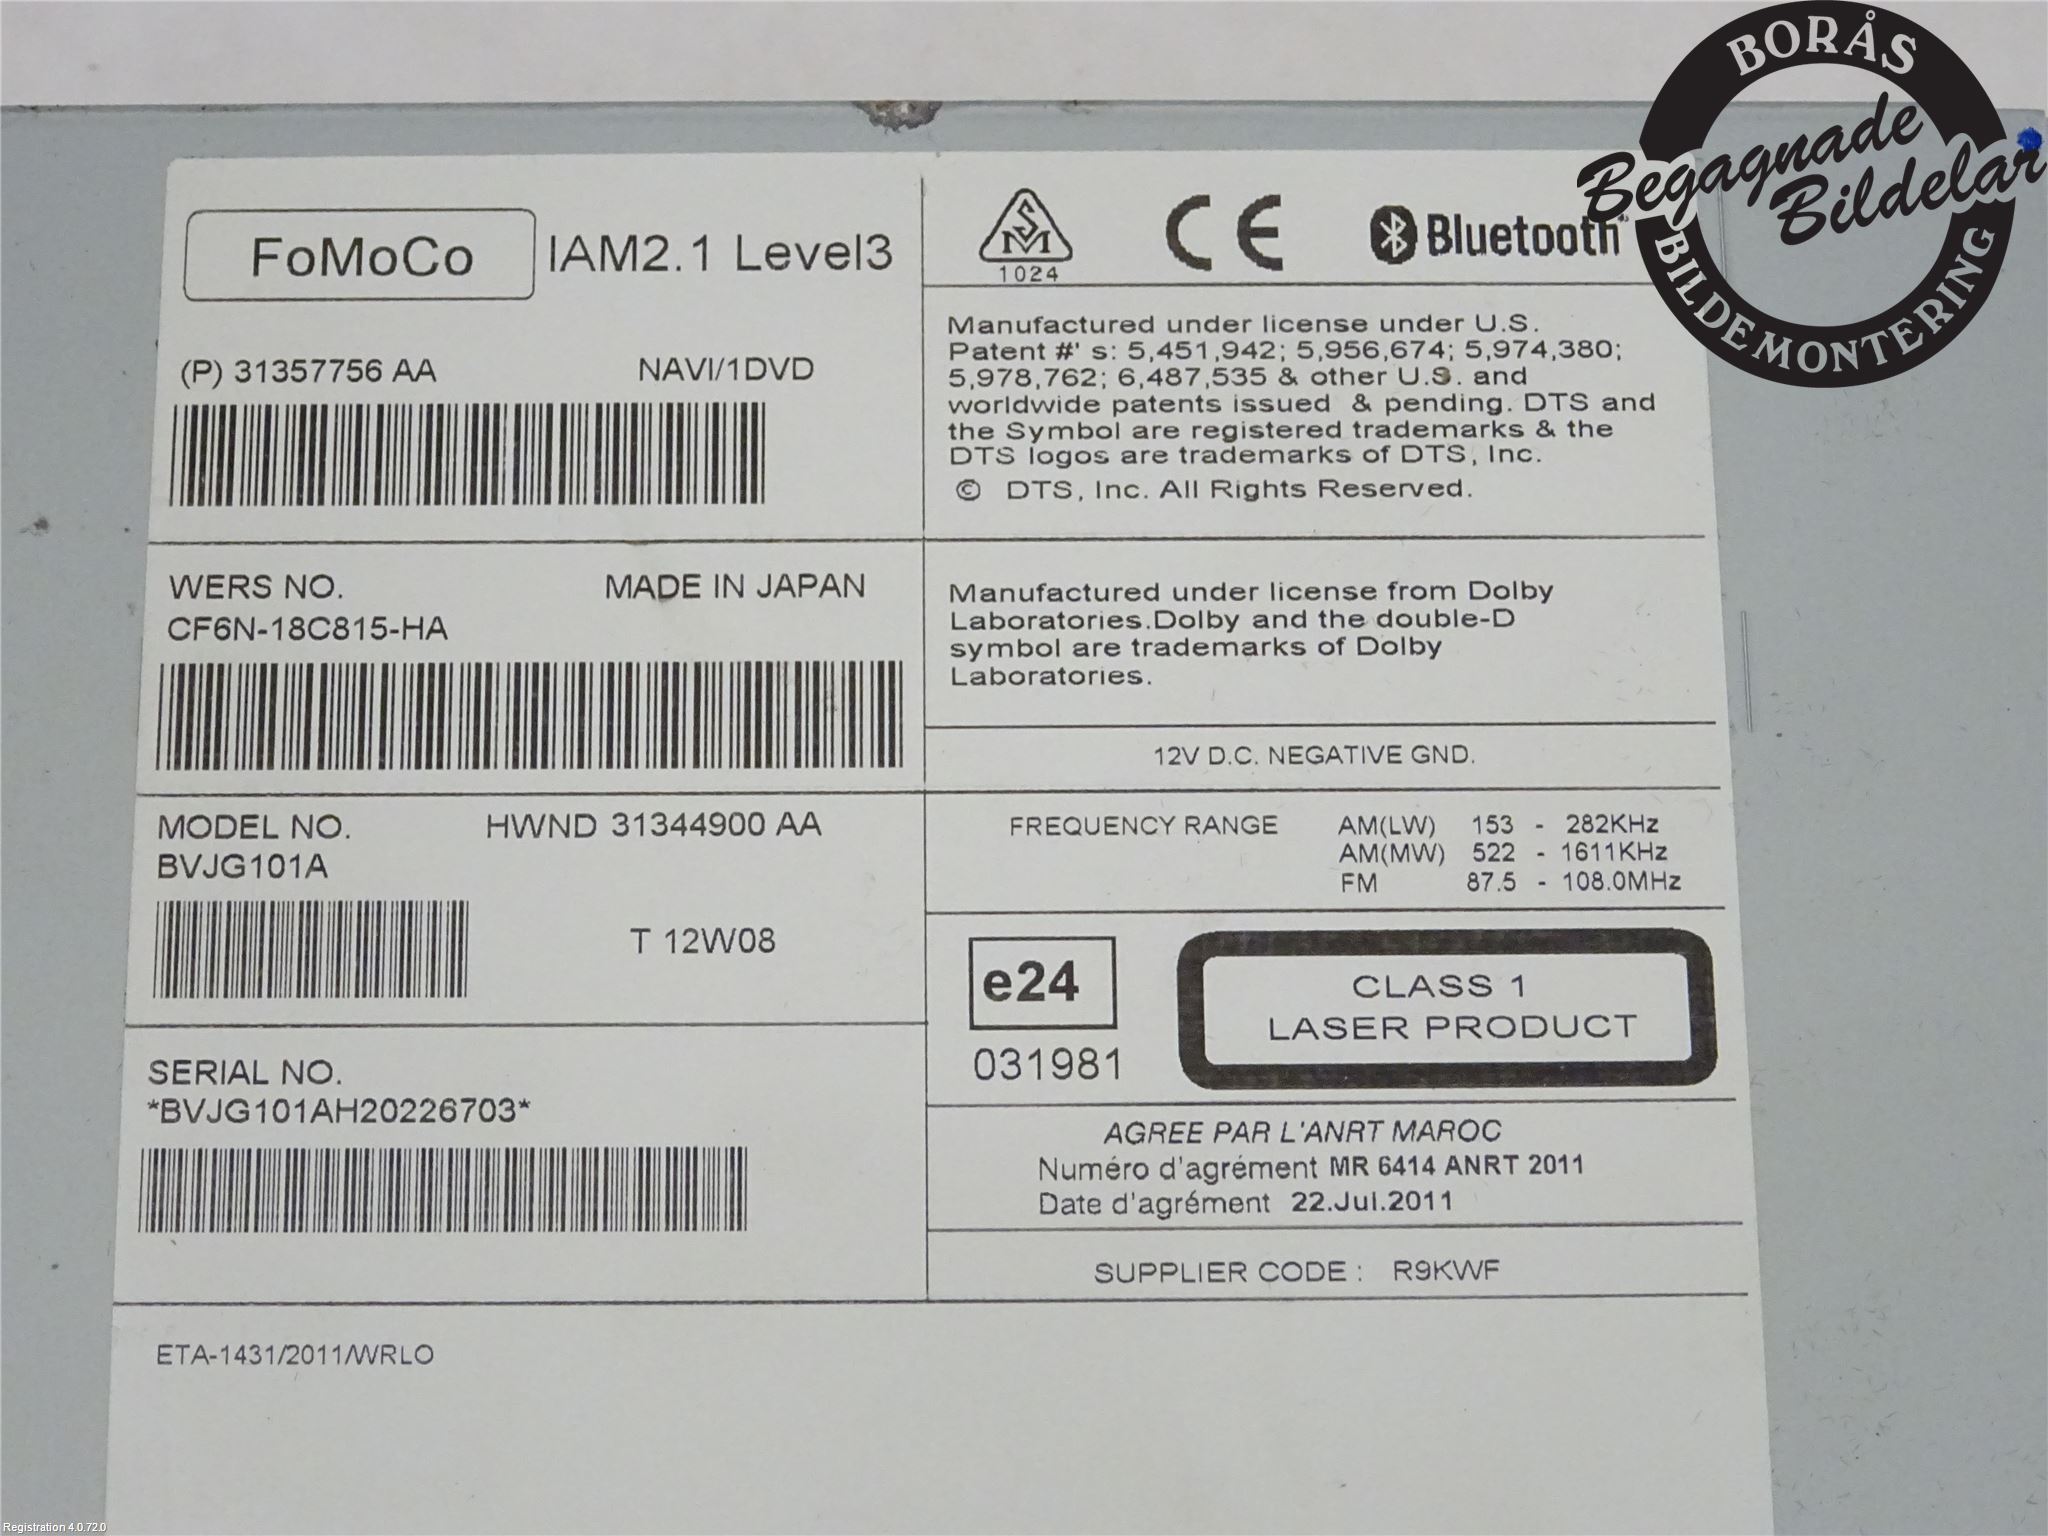 BORÅS
Begagnade
Bildelar
BILDEMONTERING
FoMoCo IAM2.1 Level3
(P) 31357756 AA NAVI/1DVD
WERS NO. MADE IN JAPAN
CF6N-18C815-HA
MODEL NO. HWND 31344900 AA
BVJG101A
T 12W08
SERIAL NO.
*BVJG101AH20226703*
ETA-1431/2011/WRLO
SM
1024
CE Bluetooth
Manufactured under license under U.S.
Patent #' s: 5,451,942; 5,956,674; 5,974,380;
5,978,762; 6,487,535 & other U.S. and
worldwide patents issued & pending. DTS and
the Symbol are registered trademarks & the
DTS logos are trademarks of DTS, Inc.
© DTS, Inc. All Rights Reserved.
Manufactured under license from Dolby
Laboratories.Dolby and the double-D
symbol are trademarks of Dolby
Laboratories.
12V D.C. NEGATIVE GND.
FREQUENCY RANGE AM(LW) 153 - 282KHz
AM(MW) 522 - 1611KHz
FM 87.5 - 108.0MHz
e24
031981
CLASS 1
LASER PRODUCT
AGREE PAR L'ANRT MAROC
Numéro d'agrément MR 6414 ANRT 2011
Date d'agrément 22.Jul.2011
SUPPLIER CODE : R9KWF
Registration 4.0.72.0